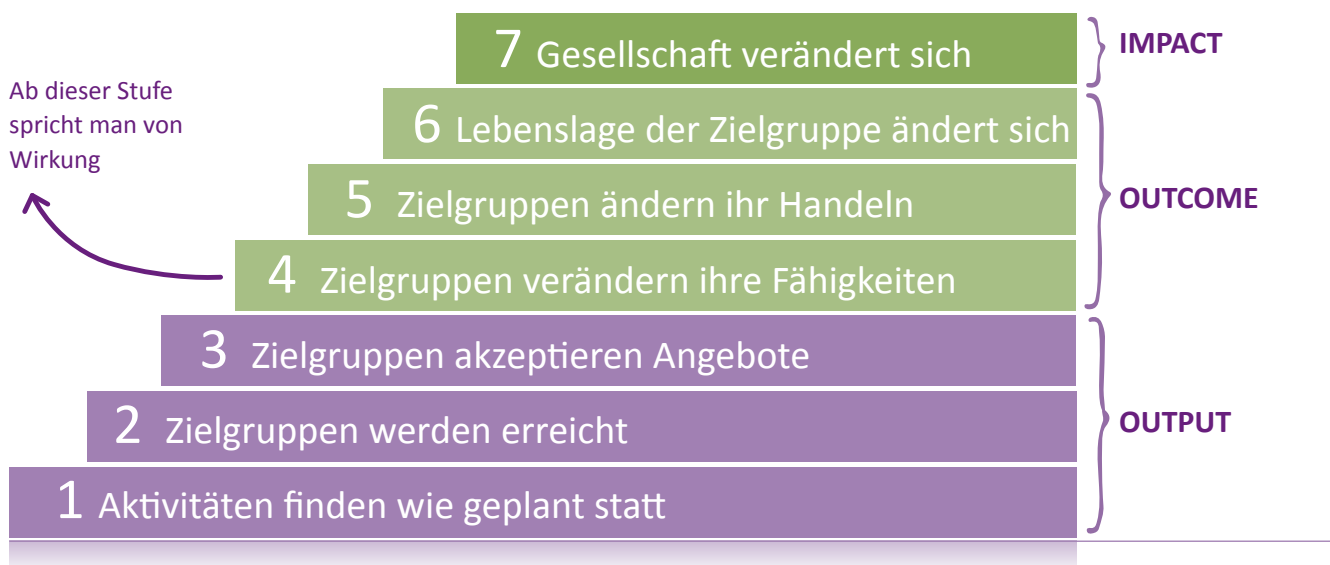 7 Gesellschaft verändert sich
IMPACT
Ab dieser Stufe
spricht man von
Wirkung
6 Lebenslage der Zielgruppe ändert sich
5 Zielgruppen ändern ihr Handeln
OUTCOME
4 Zielgruppen verändern ihre Fähigkeiten
3 Zielgruppen akzeptieren Angebote
2 Zielgruppen werden erreicht
OUTPUT
1 Aktivitäten finden wie geplant statt